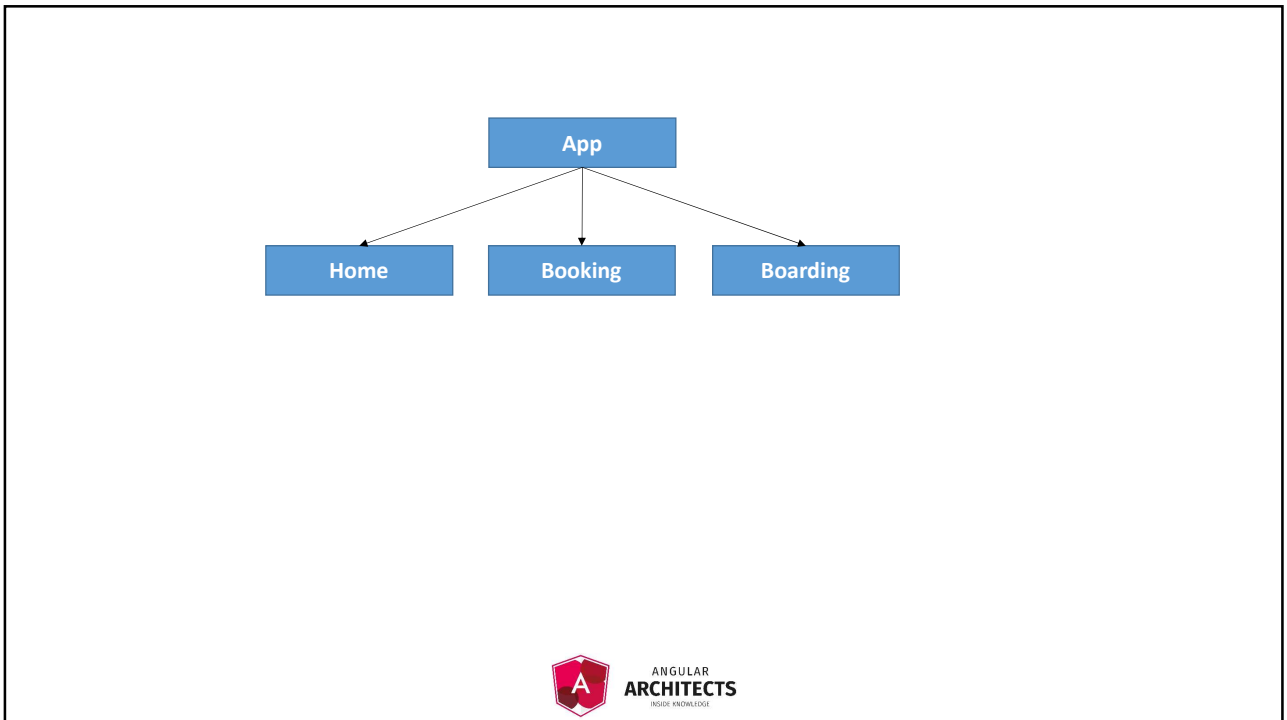 App
Home
Booking
Boarding
A
ANGULAR
ARCHITECTS
INSIDE KNOWLEDGE